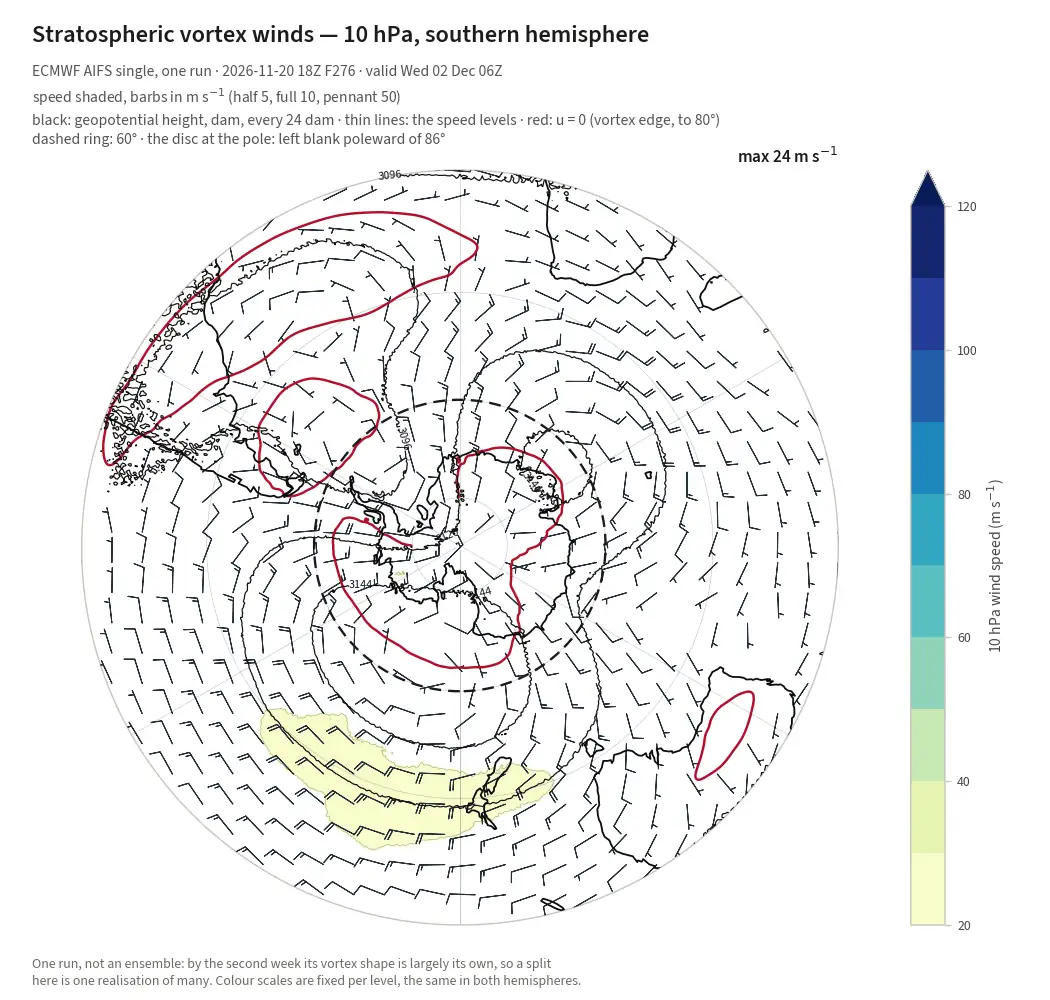 Stratospheric vortex winds — 10 hPa, southern hemisphere
ECMWF AIFS single, one run · 2026-11-20 18Z F276 · valid Wed 02 Dec 06Z
speed shaded, barbs in m s⁻¹ (half 5, full 10, pennant 50)
black: geopotential height, dam, every 24 dam · thin lines: the speed levels · red: u = 0 (vortex edge, to 80°)
dashed ring: 60° · the disc at the pole: left blank poleward of 86°
max 24 m s⁻¹
3096
3096
3144
120
100
80
60
40
20
10 hPa wind speed (m s⁻¹)
One run, not an ensemble: by the second week its vortex shape is largely its own, so a split
here is one realisation of many. Colour scales are fixed per level, the same in both hemispheres.